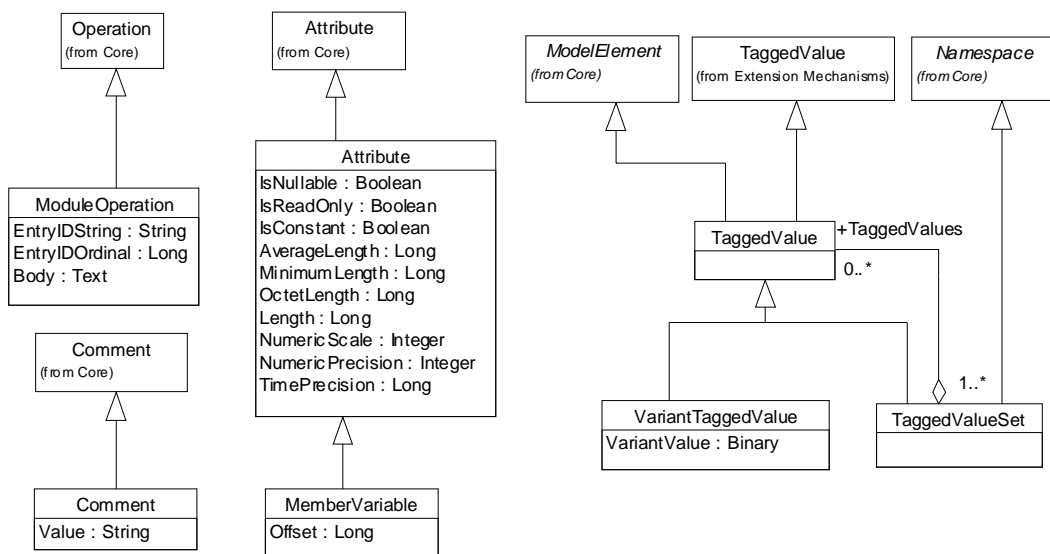 Operation
(from Core)
ModuleOperation
EntryIDString : String
EntryIDOrdinal : Long
Body : Text
Comment
(from Core)
Comment
Value : String
Attribute
(from Core)
Attribute
IsNullable : Boolean
IsReadOnly : Boolean
IsConstant : Boolean
AverageLength : Long
MinimumLength : Long
OctetLength : Long
Length : Long
NumericScale : Integer
NumericPrecision : Integer
TimePrecision : Long
MemberVariable
Offset : Long
ModelElement
(from Core)
TaggedValue
(from Extension Mechanisms)
Namespace
(from Core)
TaggedValue
+TaggedValues
0..*
1..*
VariantTaggedValue
VariantValue : Binary
TaggedValueSet